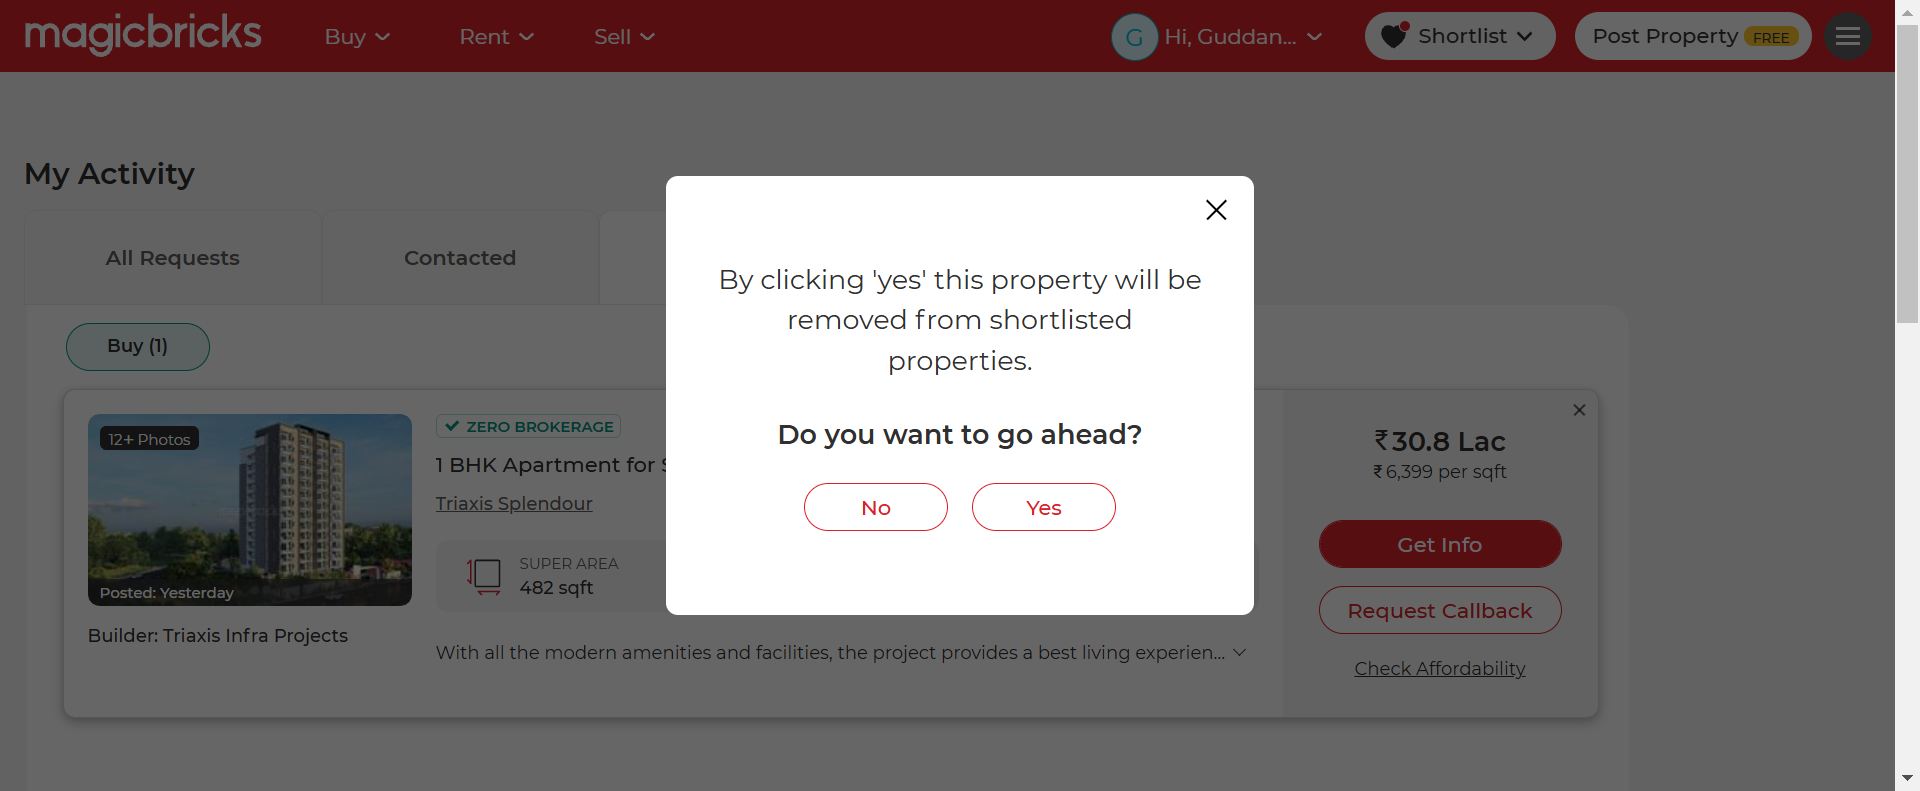 magicbricks
Buy
Rent
Sell
G
Hi, Guddan...
Shortlist
Post Property FREE
My Activity
All Requests
Contacted
Buy (1)
By clicking 'yes' this property will be
removed from shortlisted
properties.
Do you want to go ahead?
No
Yes
12+ Photos
Posted: Yesterday
Builder: Triaxis Infra Projects
ZERO BROKERAGE
1 BHK Apartment for
Triaxis Splendour
SUPER AREA
482 sqft
With all the modern amenities and facilities, the project provides a best living experien...
₹30.8 Lac
₹6,399 per sqft
Get Info
Request Callback
Check Affordability